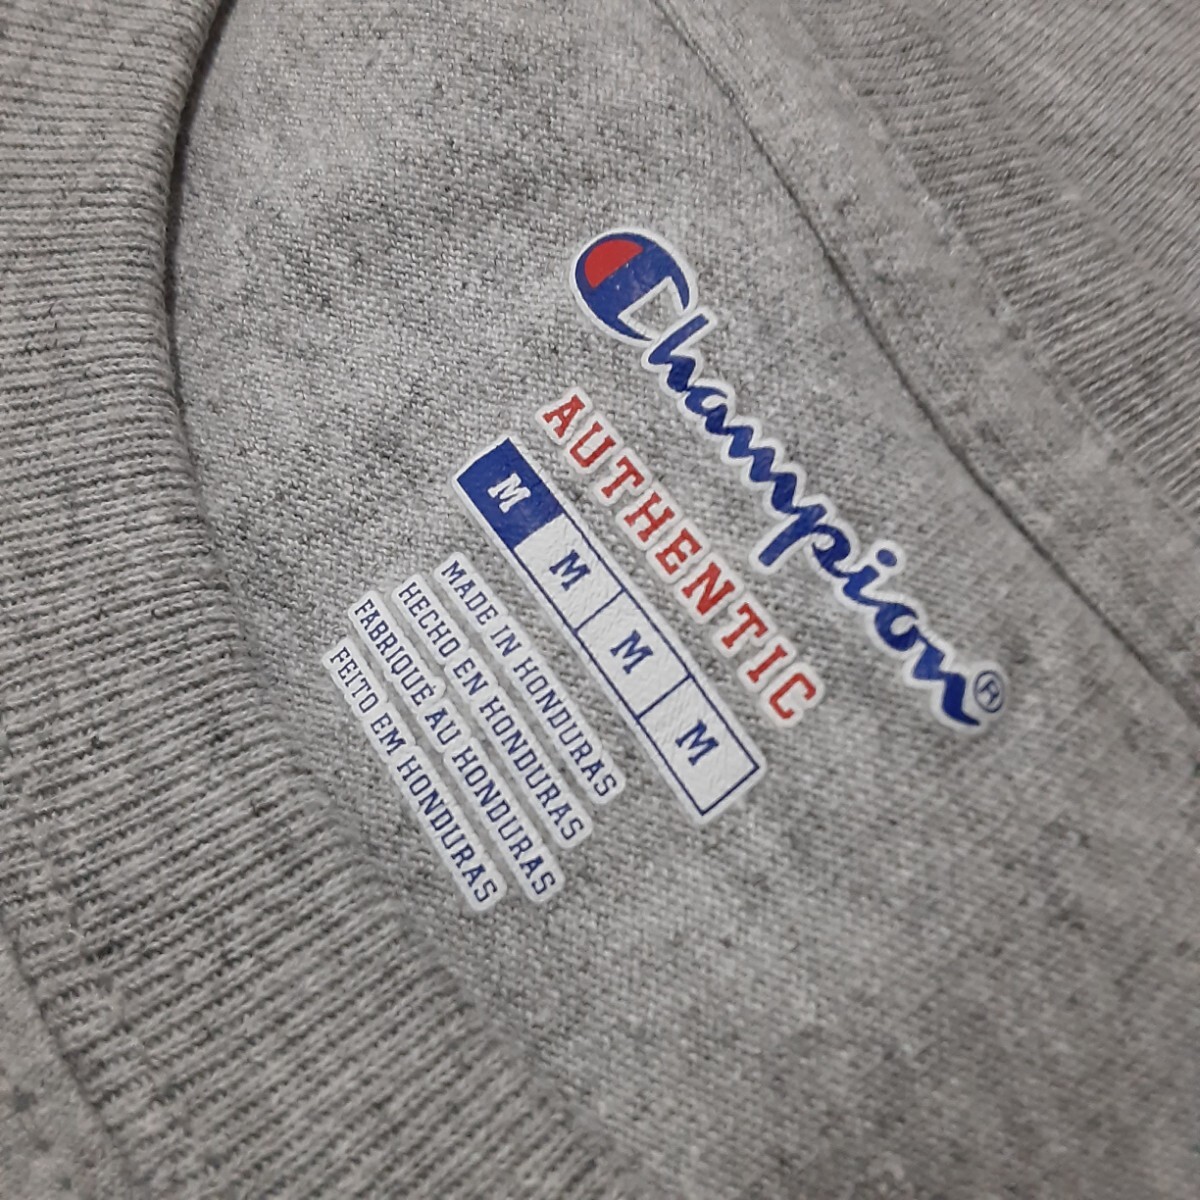 Champion®
AUTHENTIC
M M M M
MADE IN HONDURAS
HECHO EN HONDURAS
FABRIQUÉ AU HONDURAS
FEITO EM HONDURAS